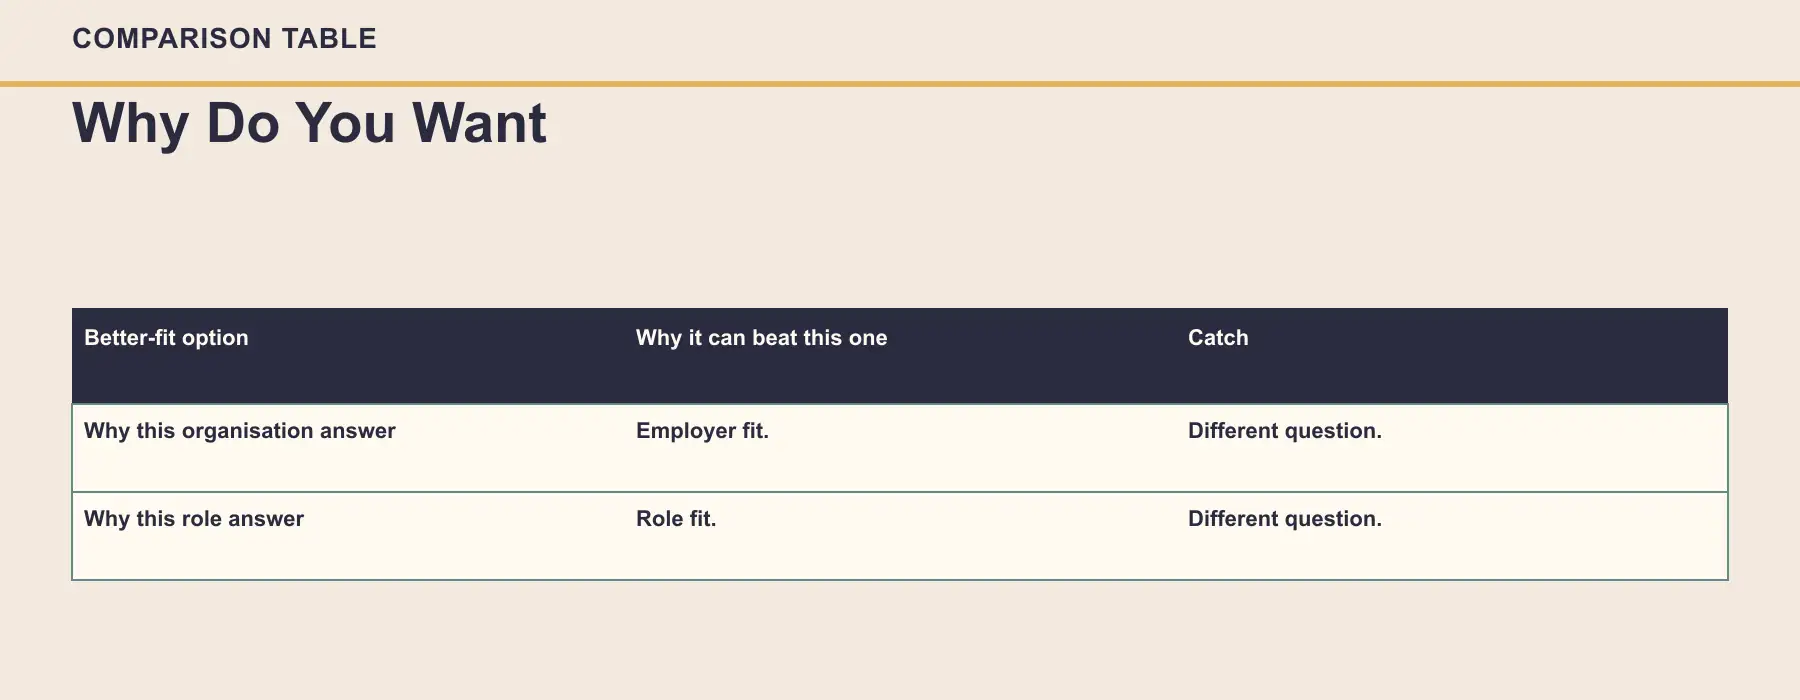 COMPARISON TABLE
Why Do You Want
Better-fit option Why it can beat this one Catch
Why this organisation answer Employer fit. Different question.
Why this role answer Role fit. Different question.